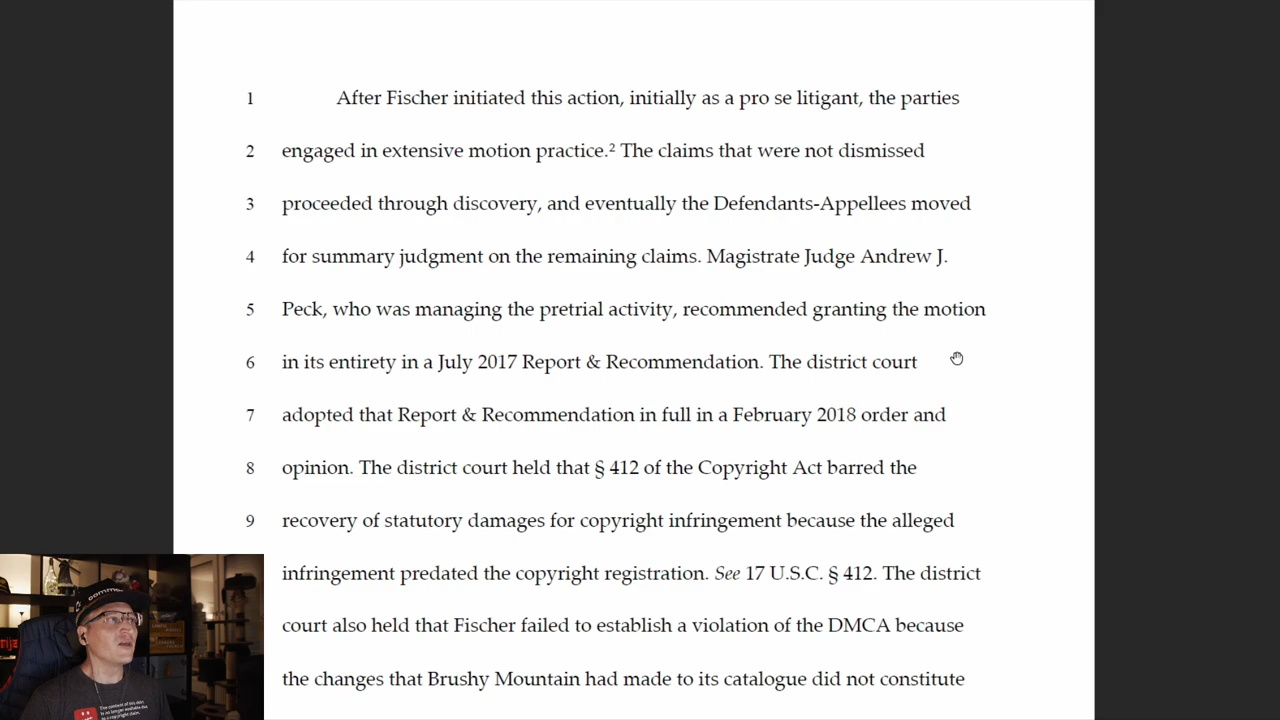 1 After Fischer initiated this action, initially as a pro se litigant, the parties
2 engaged in extensive motion practice.² The claims that were not dismissed
3 proceeded through discovery, and eventually the Defendants-Appellees moved
4 for summary judgment on the remaining claims. Magistrate Judge Andrew J.
5 Peck, who was managing the pretrial activity, recommended granting the motion
6 in its entirety in a July 2017 Report & Recommendation. The district court
7 adopted that Report & Recommendation in full in a February 2018 order and
8 opinion. The district court held that § 412 of the Copyright Act barred the
9 recovery of statutory damages for copyright infringement because the alleged
infringement predated the copyright registration. See 17 U.S.C. § 412. The district
court also held that Fischer failed to establish a violation of the DMCA because
the changes that Brushy Mountain had made to its catalogue did not constitute